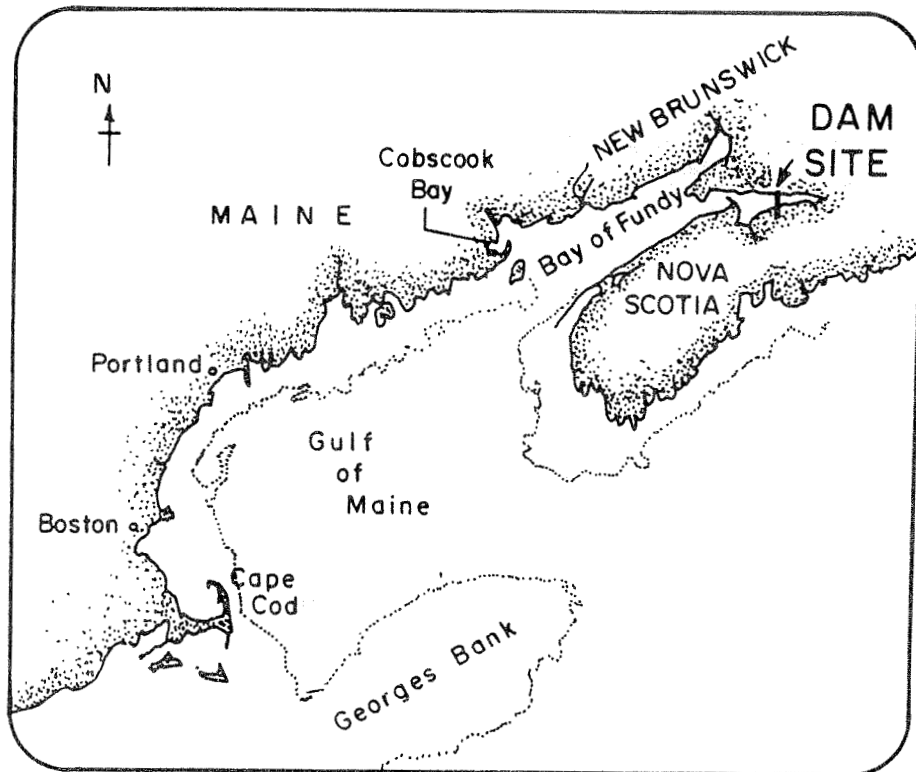 N
NEW BRUNSWICK
DAM
SITE
Cobscook
Bay
MAINE
Bay of Fundy
NOVA
SCOTIA
Portland
Gulf
of
Maine
Boston
Cape
Cod
Georges Bank